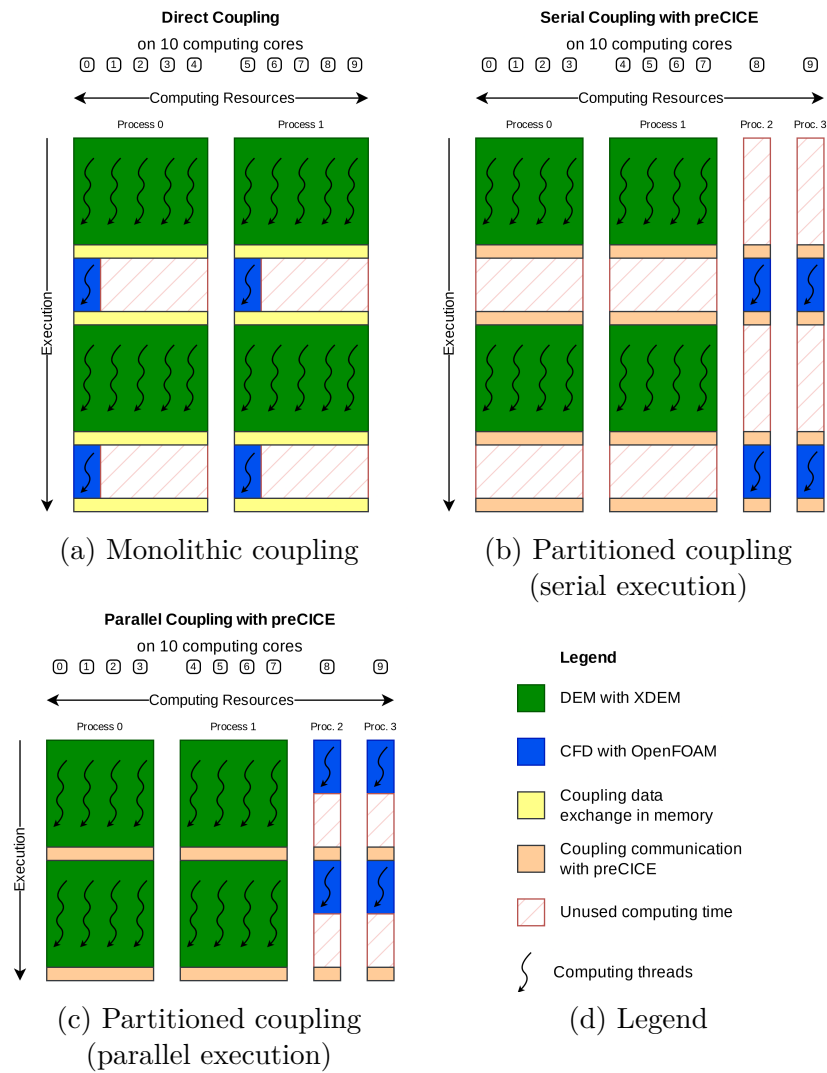 Direct Coupling
on 10 computing cores
0 1 2 3 4 5 6 7 8 9
Computing Resources
Process 0 Process 1
Execution
(a) Monolithic coupling
Serial Coupling with preCICE
on 10 computing cores
0 1 2 3 4 5 6 7 8 9
Computing Resources
Process 0 Process 1 Proc. 2 Proc. 3
Execution
(b) Partitioned coupling
(serial execution)
Parallel Coupling with preCICE
on 10 computing cores
0 1 2 3 4 5 6 7 8 9
Computing Resources
Process 0 Process 1 Proc. 2 Proc. 3
Execution
(c) Partitioned coupling
(parallel execution)
Legend
DEM with XDEM
CFD with OpenFOAM
Coupling data
exchange in memory
Coupling communication
with preCICE
Unused computing time
Computing threads
(d) Legend